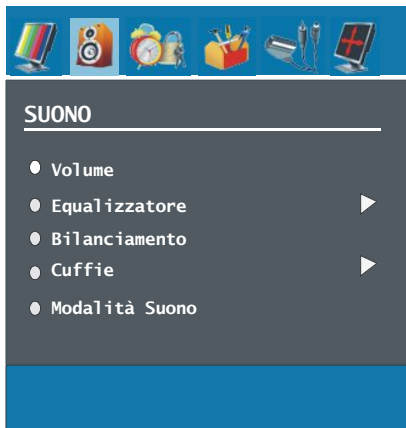 SUONO
Volume
Equalizzatore
Bilanciamento
Cuffie
Modalità Suono